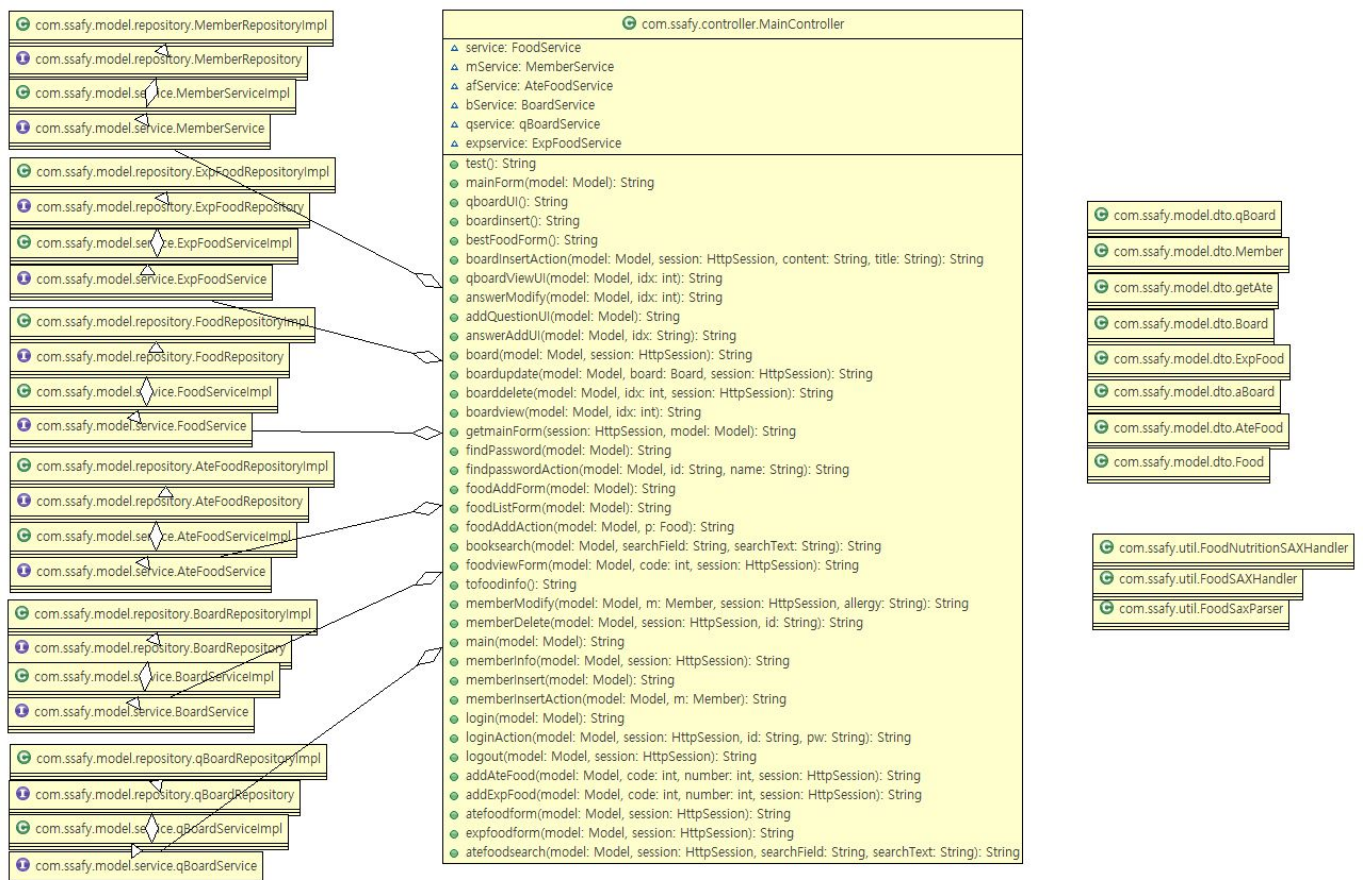 com.ssafy.model.repository.MemberRepositoryImpl
com.ssafy.model.repository.MemberRepository
com.ssafy.model.service.MemberServiceImpl
com.ssafy.model.service.MemberService
com.ssafy.model.repository.ExpFoodRepositoryImpl
com.ssafy.model.repository.ExpFoodRepository
com.ssafy.model.service.ExpFoodServiceImpl
com.ssafy.model.service.ExpFoodService
com.ssafy.model.repository.FoodRepositoryImpl
com.ssafy.model.repository.FoodRepository
com.ssafy.model.service.FoodServiceImpl
com.ssafy.model.service.FoodService
com.ssafy.model.repository.AteFoodRepositoryImpl
com.ssafy.model.repository.AteFoodRepository
com.ssafy.model.service.AteFoodServiceImpl
com.ssafy.model.service.AteFoodService
com.ssafy.model.repository.BoardRepositoryImpl
com.ssafy.model.repository.BoardRepository
com.ssafy.model.service.BoardServiceImpl
com.ssafy.model.service.BoardService
com.ssafy.model.repository.qBoardRepositoryImpl
com.ssafy.model.repository.qBoardRepository
com.ssafy.model.service.qBoardServiceImpl
com.ssafy.model.service.qBoardService
com.ssafy.controller.MainController
service: FoodService
mService: MemberService
afService: AteFoodService
bService: BoardService
qservice: qBoardService
expservice: ExpFoodService
test(): String
mainForm(model: Model): String
qboardUI(): String
boardinsert(): String
bestFoodForm(): String
boardInsertAction(model: Model, session: HttpSession, content: String, title: String): String
qboardViewUI(model: Model, idx: int): String
answerModify(model: Model, idx: int): String
addQuestionUI(model: Model): String
answerAddUI(model: Model, idx: String): String
board(model: Model, session: HttpSession): String
boardupdate(model: Model, board: Board, session: HttpSession): String
boarddelete(model: Model, idx: int, session: HttpSession): String
boardview(model: Model, idx: int): String
getmainForm(session: HttpSession, model: Model): String
findPassword(model: Model): String
findpasswordAction(model: Model, id: String, name: String): String
foodAddForm(model: Model): String
foodListForm(model: Model): String
foodAddAction(model: Model, p: Food): String
booksearch(model: Model, searchField: String, searchText: String): String
foodviewForm(model: Model, code: int, session: HttpSession): String
tofoodinfo(): String
memberModify(model: Model, m: Member, session: HttpSession, allergy: String): String
memberDelete(model: Model, session: HttpSession, id: String): String
main(model: Model): String
memberInfo(model: Model, session: HttpSession): String
memberInsert(model: Model): String
memberInsertAction(model: Model, m: Member): String
login(model: Model): String
loginAction(model: Model, session: HttpSession, id: String, pw: String): String
logout(model: Model, session: HttpSession): String
addAteFood(model: Model, code: int, number: int, session: HttpSession): String
addExpFood(model: Model, code: int, number: int, session: HttpSession): String
atefoodform(model: Model, session: HttpSession): String
expfoodform(model: Model, session: HttpSession): String
atefoodsearch(model: Model, session: HttpSession, searchField: String, searchText: String): String
com.ssafy.model.dto.qBoard
com.ssafy.model.dto.Member
com.ssafy.model.dto.getAte
com.ssafy.model.dto.Board
com.ssafy.model.dto.ExpFood
com.ssafy.model.dto.aBoard
com.ssafy.model.dto.AteFood
com.ssafy.model.dto.Food
com.ssafy.util.FoodNutritionSAXHandler
com.ssafy.util.FoodSAXHandler
com.ssafy.util.FoodSaxParser